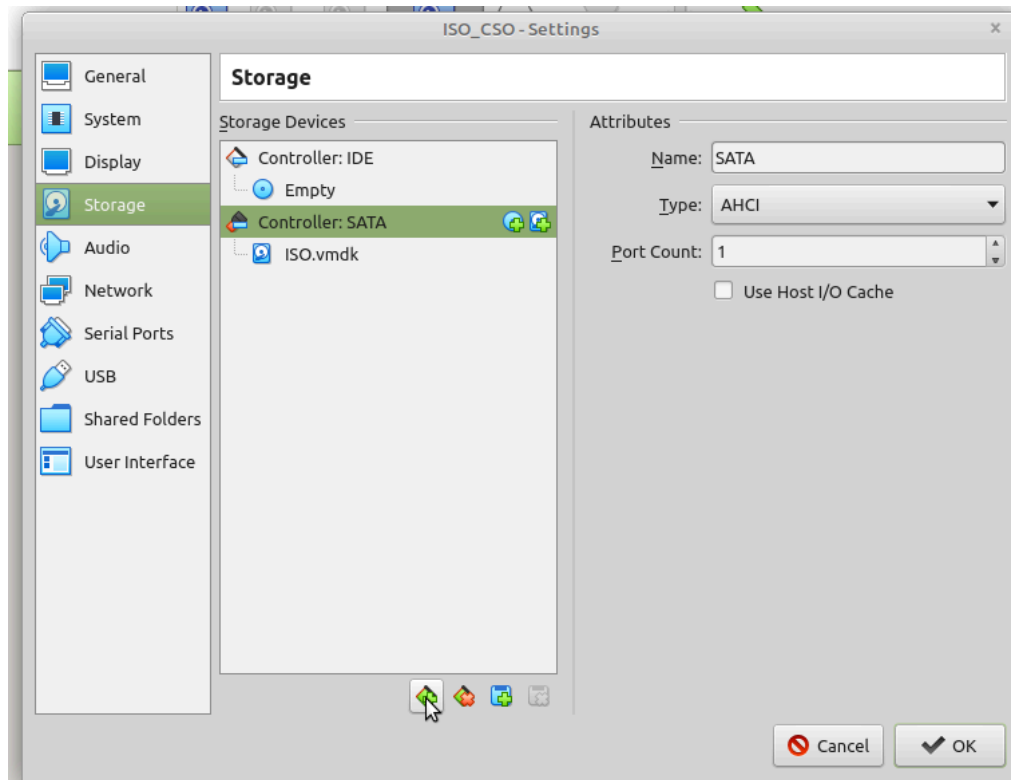 ISO_CSO - Settings
General
System
Display
Storage
Audio
Network
Serial Ports
USB
Shared Folders
User Interface
Storage
Storage Devices
Controller: IDE
Empty
Controller: SATA
ISO.vmdk
Attributes
Name: SATA
Type: AHCI
Port Count: 1
Use Host I/O Cache
Cancel
OK